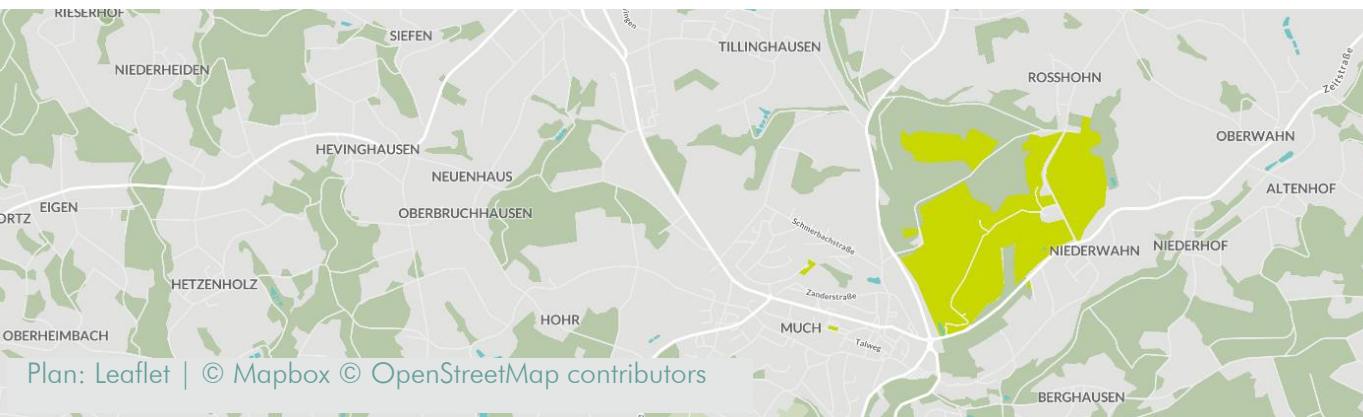 RIESERHOF
SIEFEN
TILLINGHAUSEN
NIEDERHEIDEN
ROSSHOHN
Zeitstraße
OBERWAHN
HEVINGHAUSEN
NEUENHAUS
ALTENHOF
EIGEN
OBERBRUCHHAUSEN
Schmerbachstraße
NIEDERWAHN
NIEDERHOF
HETZENHOLZ
Zanderstraße
HOHR
MUCH
OBERHEIMBACH
Talweg
Plan: Leaflet | © Mapbox © OpenStreetMap contributors
BERGHAUSEN